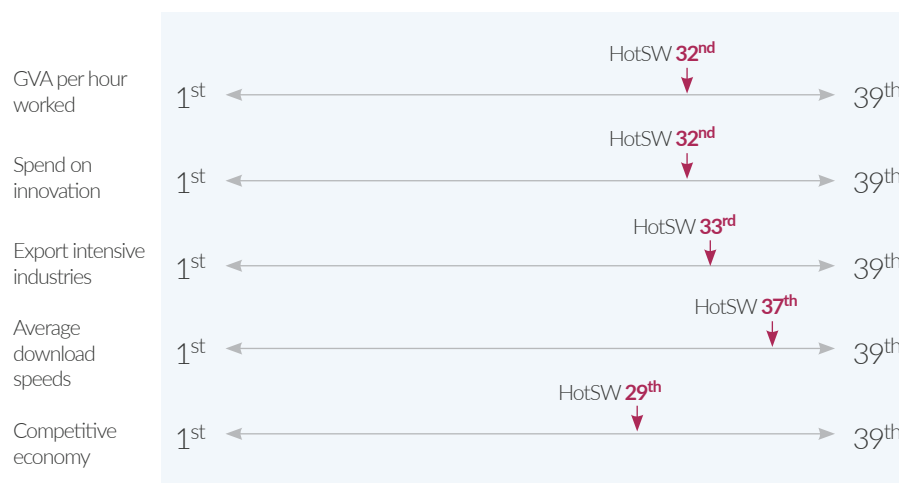 HotSW 32nd
GVA per hour
worked
1st
39th
HotSW 32nd
Spend on
innovation
1st
39th
HotSW 33rd
Export intensive
industries
1st
39th
HotSW 37th
Average
download
speeds
1st
39th
HotSW 29th
Competitive
economy
1st
39th